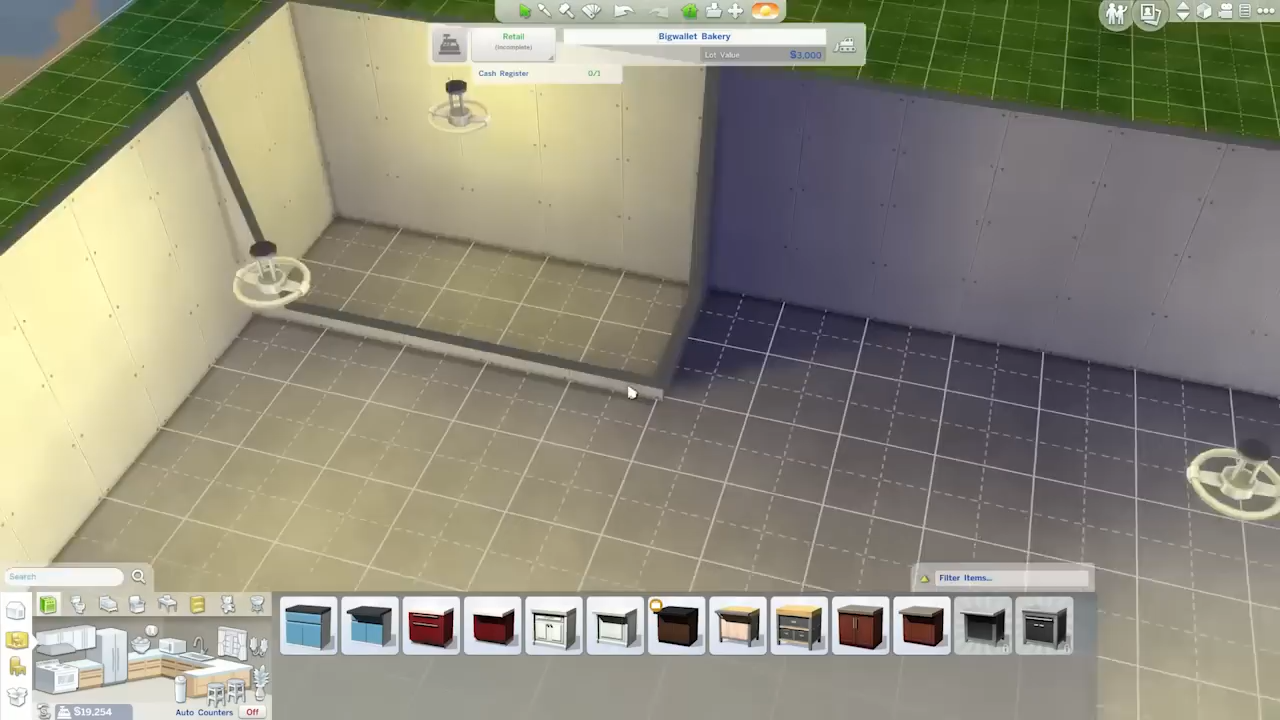 Retail
(Incomplete)
Bigwallet Bakery
Lot Value
§3,000
Cash Register
0/1
Search
Filter Items...
§19,254
Auto Counters
Off